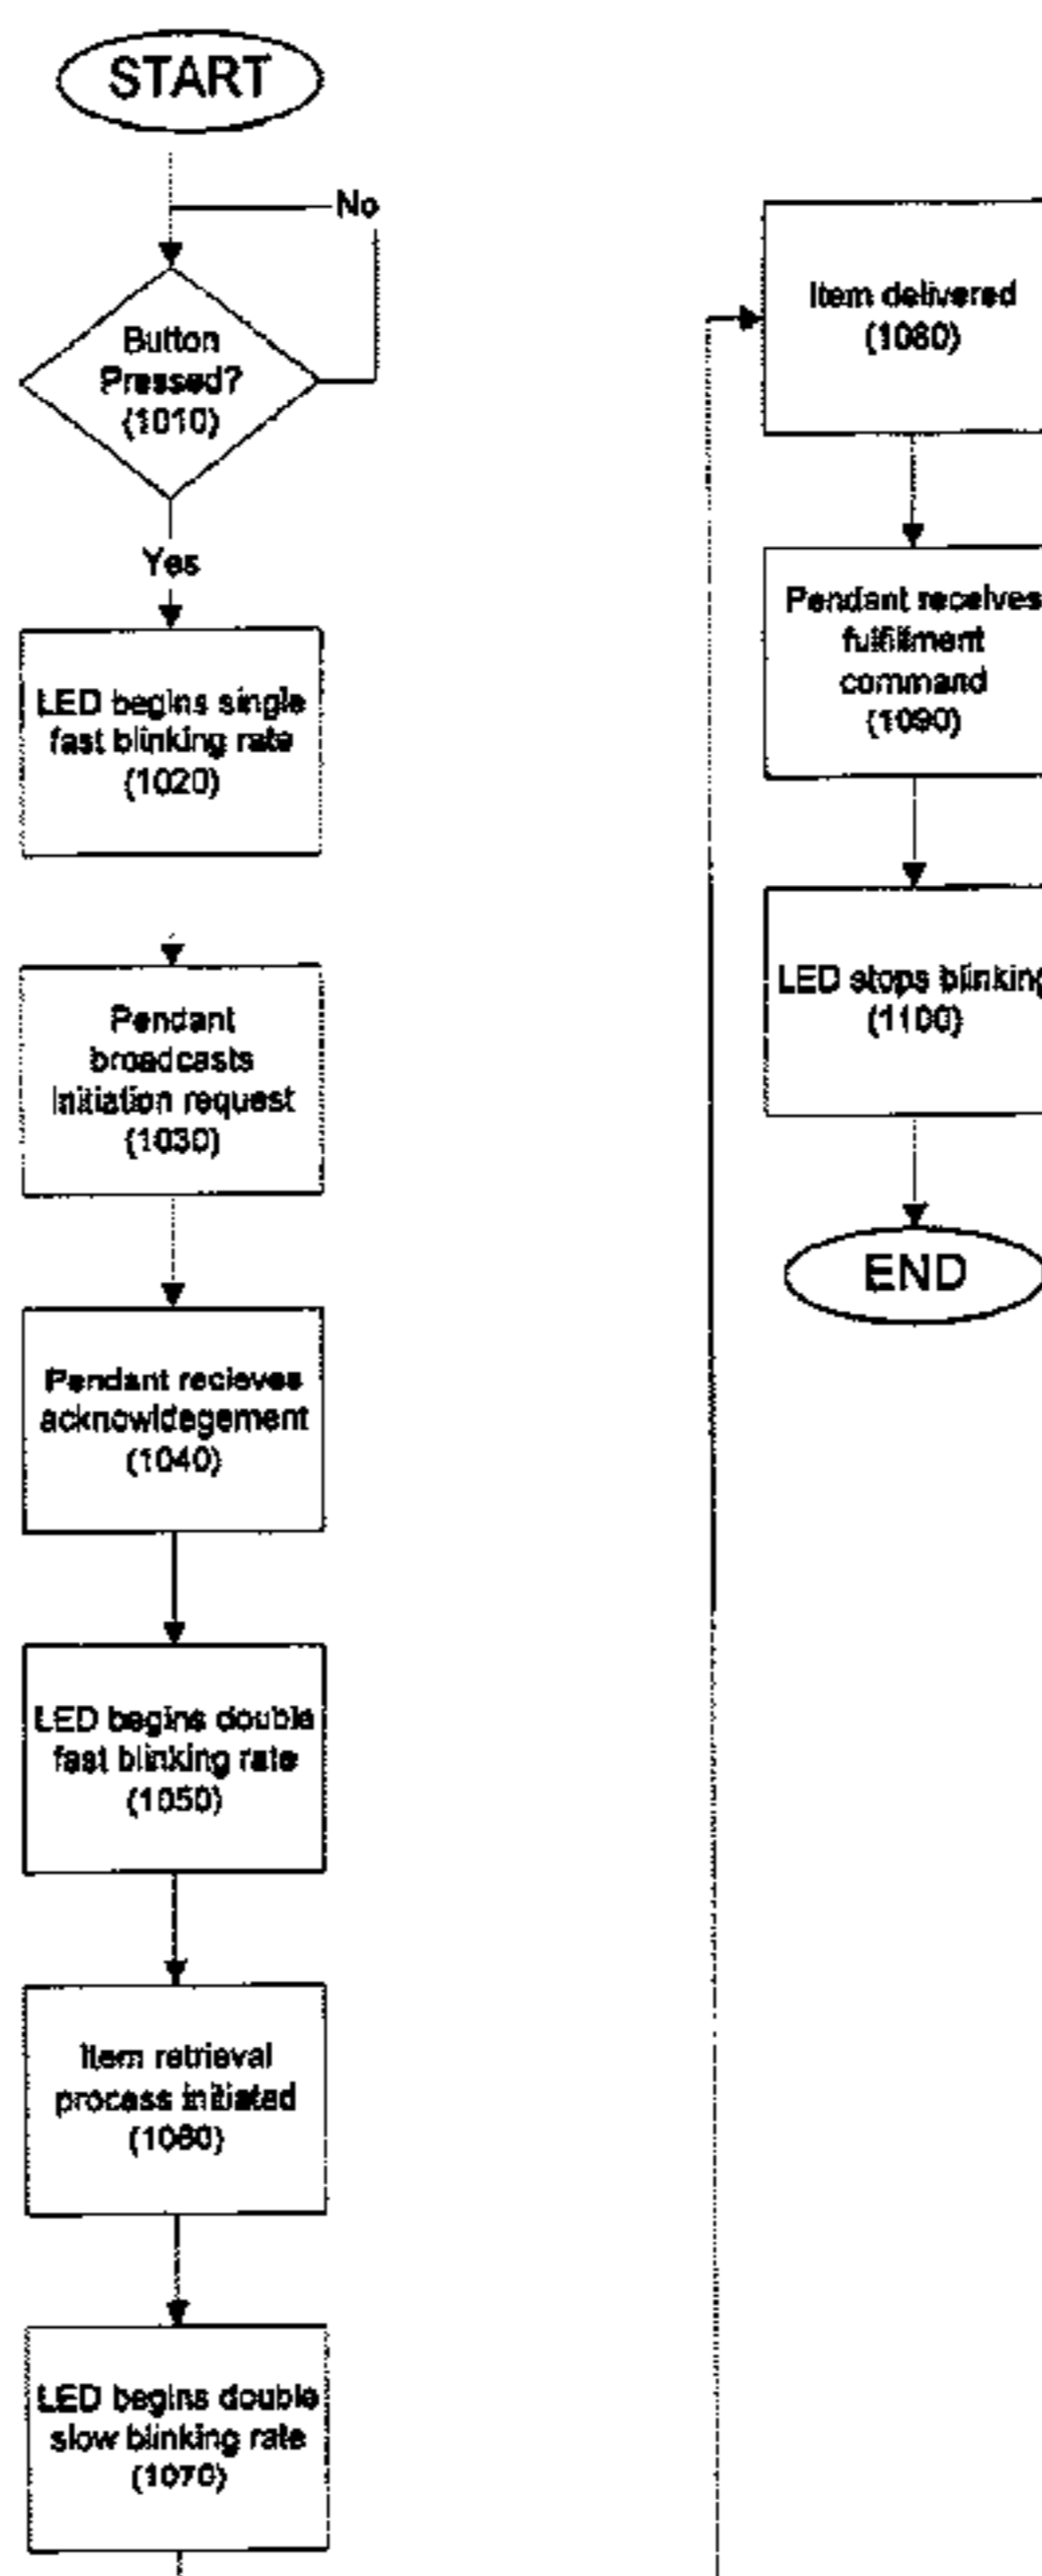 START
No
Button
Pressed?
(1010)
Yes
LED begins single
fast blinking rate
(1020)
Pendant
broadcasts
initiation request
(1030)
Pendant recieves
acknowldegement
(1040)
LED begins double
fast blinking rate
(1050)
Item retrieval
process initiated
(1060)
LED begins double
slow blinking rate
(1070)
Item delivered
(1080)
Pendant receives
fulfillment
command
(1090)
LED stops blinking
(1100)
END